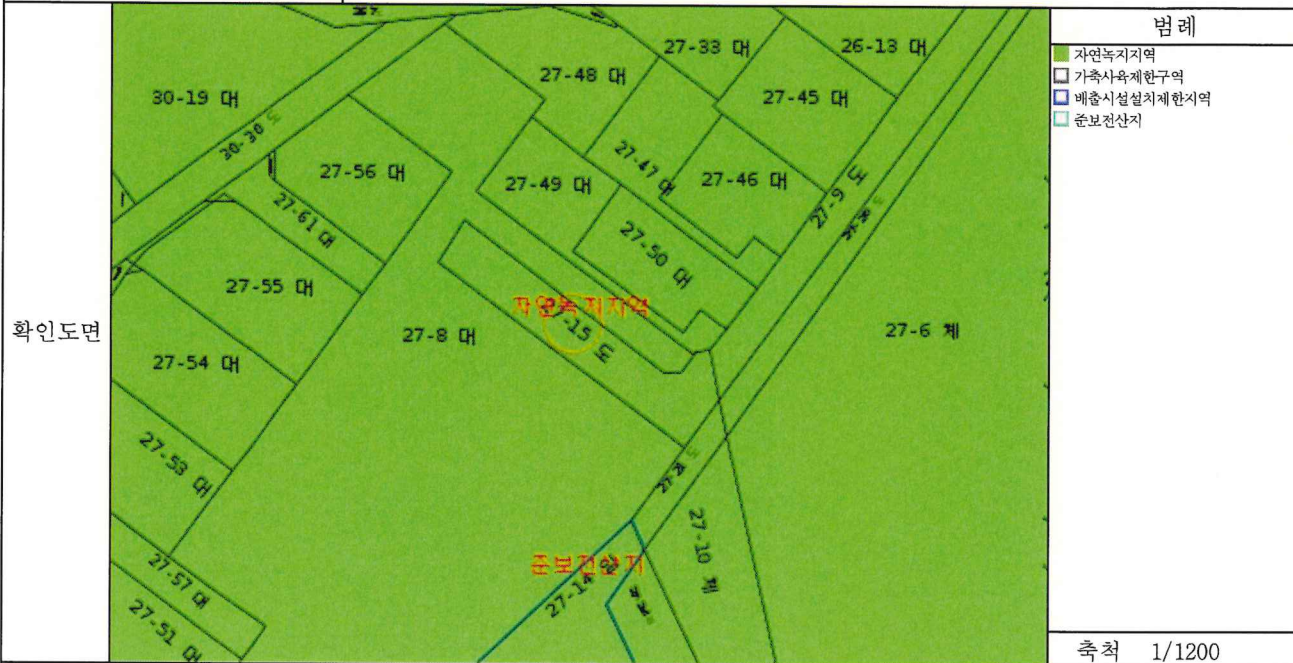 범례
자연녹지지역
가축사육제한구역
배출시설설치제한지역
준보전산지
확인도면
27-33 대
26-13 대
27-48 대
30-19 대
27-45 대
30-30 도
27-56 대
27-47 대
27-46 대
27-49 대
27-9 도
27-61 대
27-50 대
27-55 대
자연녹지지역
27-8 대
27-6 체
27-54 대
27-53 대
27-10 체
준보전산지
27-57 대
27-51 대
축척 1/1200